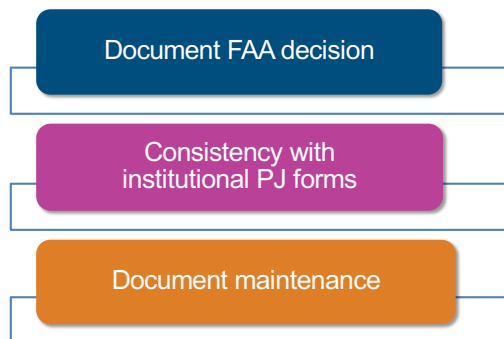 Document FAA decision
Consistency with
institutional PJ forms
Document maintenance